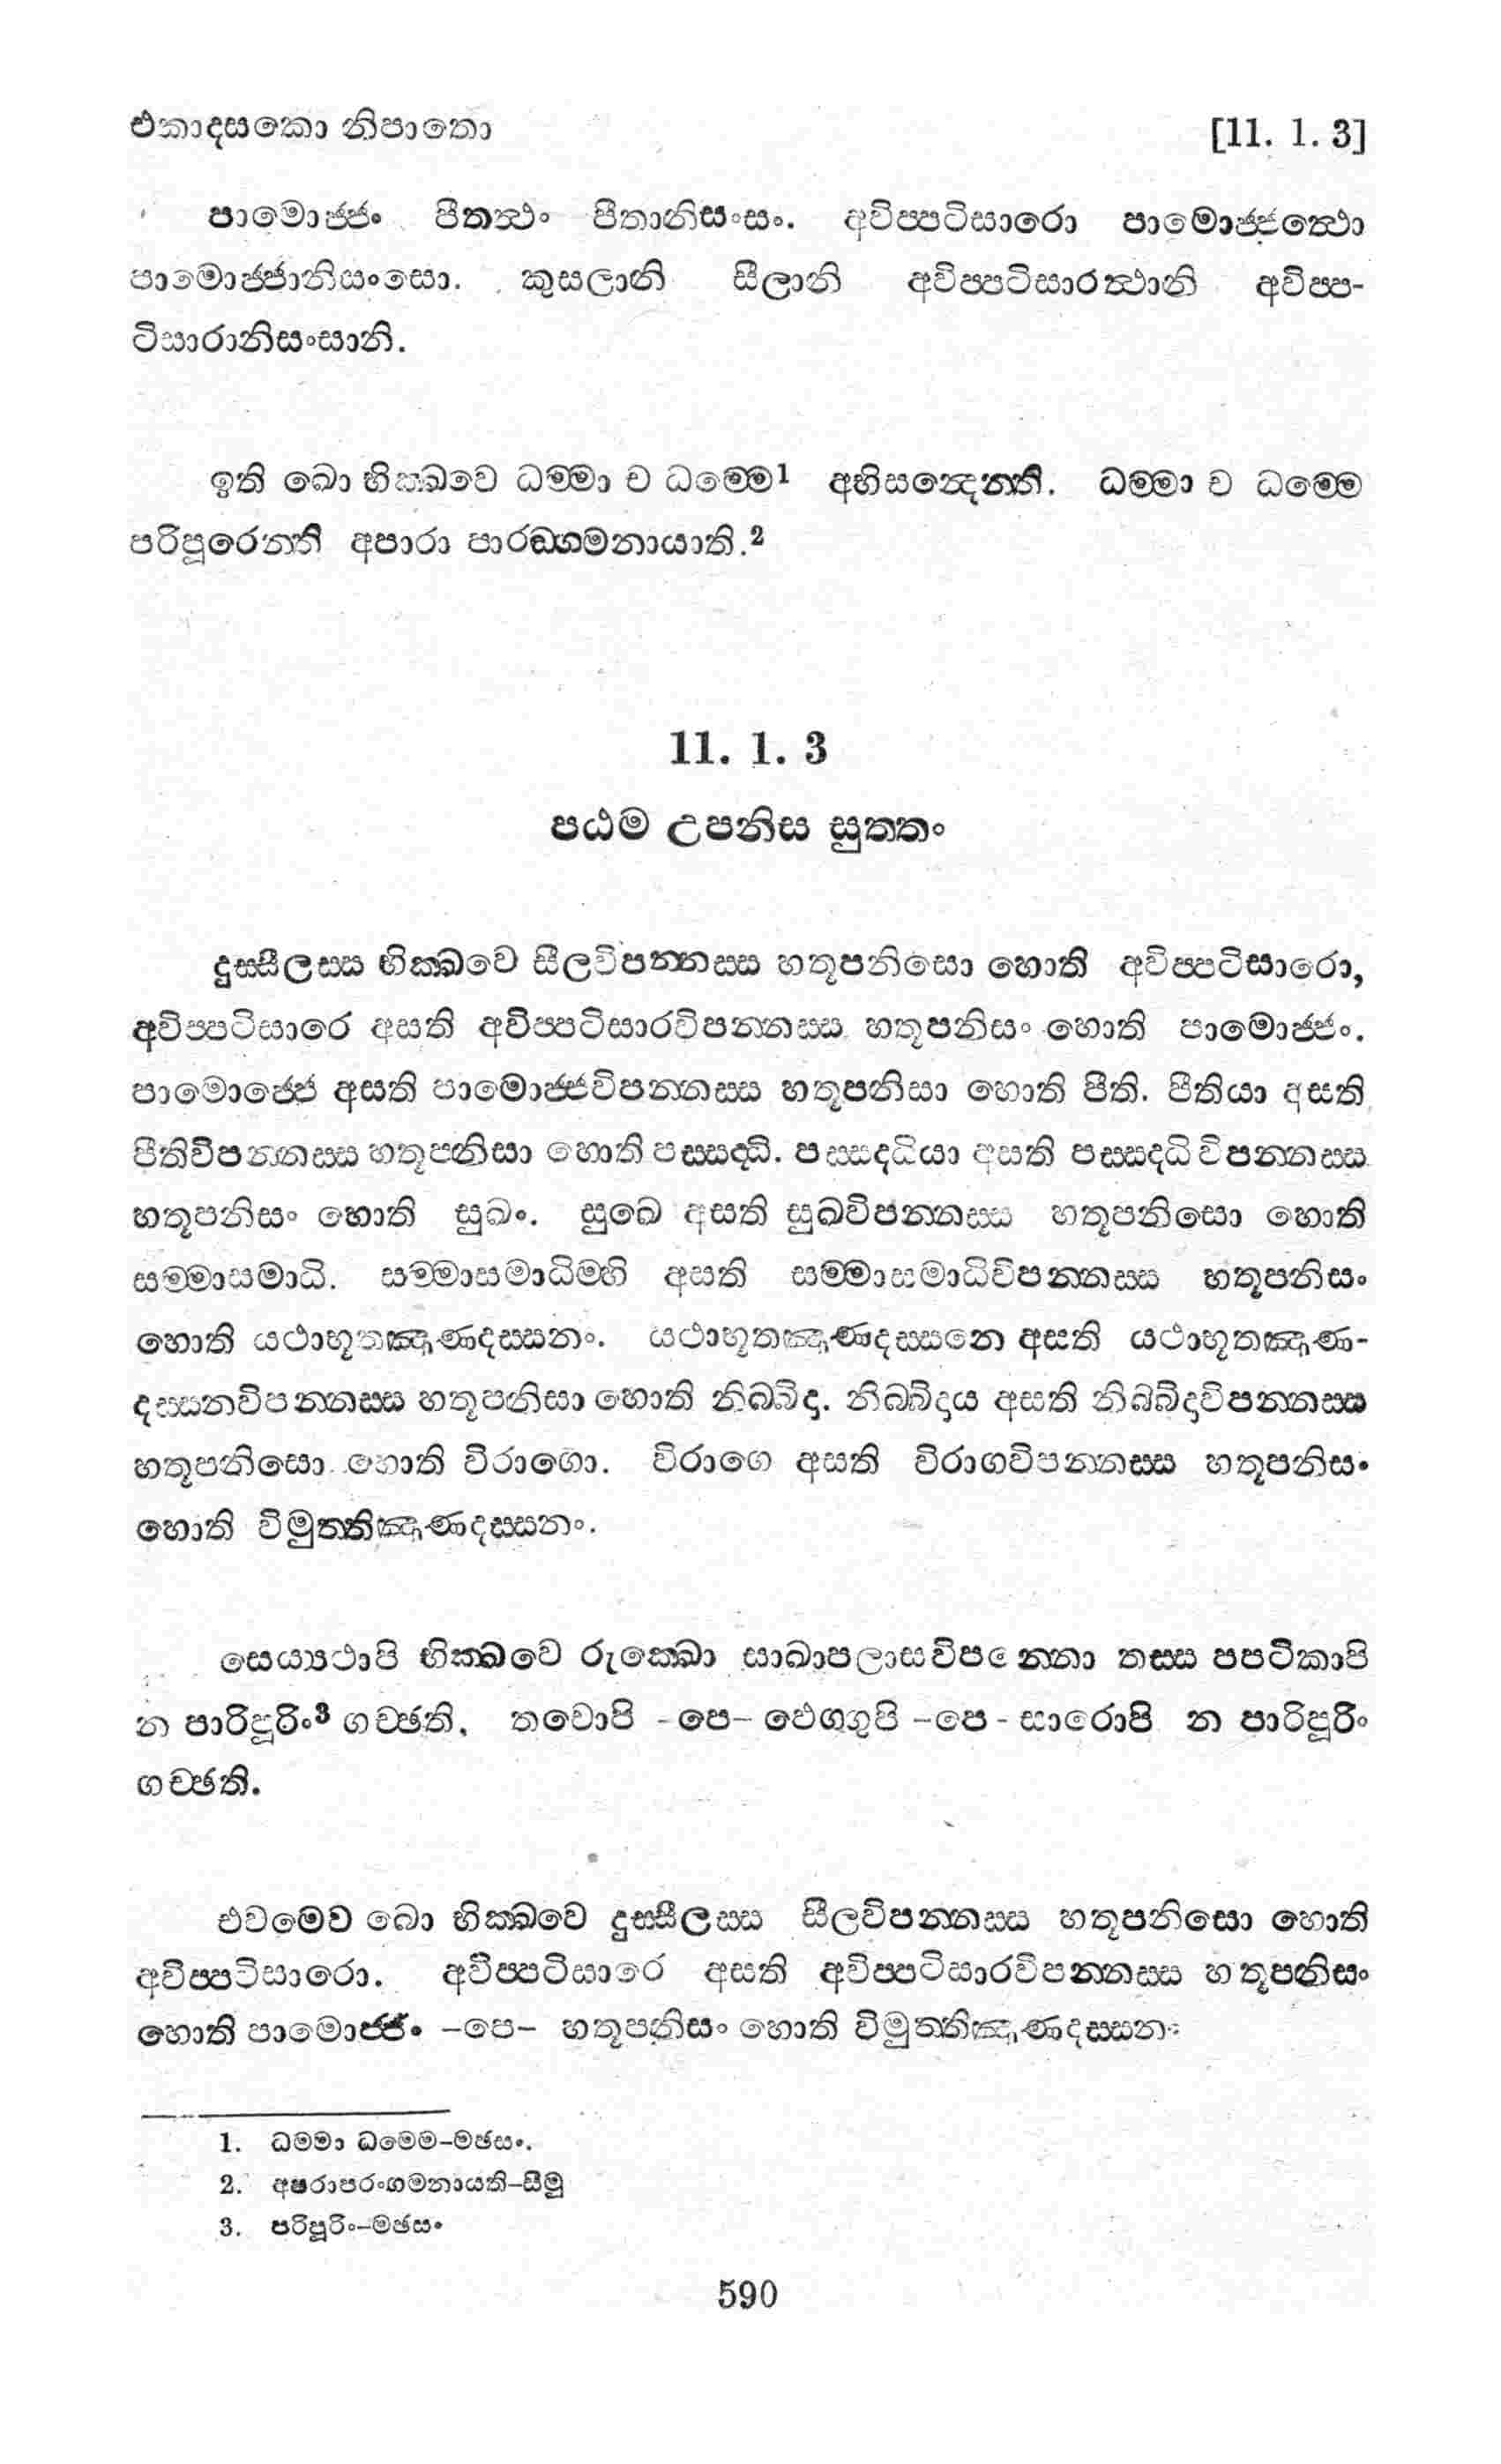 එකාදසකො නිපාතො [11. 1. 3]
පාමොජ්ජං පීතත්ථං පීතානිසංසං. අවිප්පටිසාරො පාමොජ්ජත්ථො
පාමොජ්ජානිසංසො. කුසලානි සීලානි අවිප්පටිසාරත්ථානි අවිප්ප-
ටිසාරානිසංසානි.
ඉති ඛො භික්ඛවෙ ධම්මා ච ධම්මෙ1 අභිසන්දෙන්ති. ධම්මා ච ධම්මෙ
පරිපූරෙන්ති අපාරා පාරඞ්ගමනායාති.2
11. 1. 3
පඨම උපනිස සුත්තං
දුස්සීලස්ස භික්ඛවෙ සීලවිපන්නස්ස හතූපනිසො හොති අවිප්පටිසාරො,
අවිප්පටිසාරෙ අසති අවිප්පටිසාරවිපන්නස්ස හතූපනිසං හොති පාමොජ්ජං.
පාමොජ්ජෙ අසති පාමොජ්ජවිපන්නස්ස හතූපනිසා හොති පීති. පීතියා අසති
පීතිවිපන්නස්ස හතූපනිසා හොති පස්සද්ධි. පස්සද්ධියා අසති පස්සද්ධිවිපන්නස්ස
හතූපනිසං හොති සුඛං. සුඛෙ අසති සුඛවිපන්නස්ස හතූපනිසො හොති
සම්මාසමාධි. සම්මාසමාධිම්හි අසති සම්මාසමාධිවිපන්නස්ස හතූපනිසං
හොති යථාභූතඤාණදස්සනං. යථාභූතඤාණදස්සනෙ අසති යථාභූතඤාණ-
දස්සනවිපන්නස්ස හතූපනිසා හොති නිබ්බිදා. නිබ්බිදාය අසති නිබ්බිදාවිපන්නස්ස
හතූපනිසො හොති විරාගො. විරාගෙ අසති විරාගවිපන්නස්ස හතූපනිසං
හොති විමුත්තිඤාණදස්සනං.
සෙය්‍යථාපි භික්ඛවෙ රුක්ඛො සාඛාපලාසවිපන්නො තස්ස පපටිකාපි
න පාරිපූරිං3 ගච්ඡති, තචොපි -පෙ- ඵෙග්ගුපි -පෙ- සාරොපි න පාරිපූරිං
ගච්ඡති.
එවමෙව ඛො භික්ඛවෙ දුස්සීලස්ස සීලවිපන්නස්ස හතූපනිසො හොති
අවිප්පටිසාරො. අවිප්පටිසාරෙ අසති අවිප්පටිසාරවිපන්නස්ස හතූපනිසං
හොති පාමොජ්ජං -පෙ- හතූපනිසං හොති විමුත්තිඤාණදස්සනං
1. ධම්මා ධම්මෙ-මඡසං.
2. අපරාපරංගමනායති-සීමු
3. පරිපූරිං-මඡසං
590